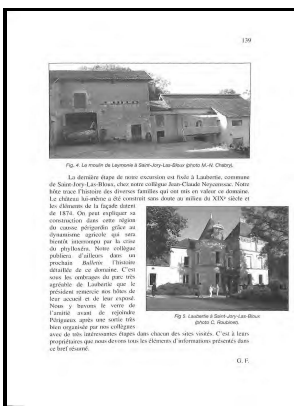 139
Fig. 4. Le moulin de Leymonie à Saint-Jory-Las-Bloux (photo M.-N. Chabry).
La dernière étape de notre excursion est fixée à Laubertie, commune
de Saint-Jory-Las-Bloux, chez notre collègue Jean-Claude Neycenssac. Notre
hôte trace l'histoire des diverses familles qui ont mis en valeur ce domaine.
Le château lui-même a été construit sans doute au milieu du XIXe siècle et
les éléments de la façade datent
de 1874. On peut expliquer sa
construction dans cette région
du causse périgourdin grâce au
dynamisme agricole qui sera
bientôt interrompu par la crise
du phylloxéra. Notre collègue
publiera d'ailleurs dans un
prochain Bulletin l'histoire
détaillée de ce domaine. C'est
sous les ombrages du parc très
agréable de Laubertie que le
président remercie nos hôtes de
leur accueil et de leur exposé.
Nous y buvons le verre de
l'amitié avant de rejoindre
Périgueux après une sortie très
bien organisée par nos collègues
Fig 5. Laubertie à Saint-Jory-Las-Bloux
(photo C. Roubinet).
avec de très intéressantes étapes dans chacun des sites visités. C'est à leurs
propriétaires que nous devons tous les éléments d'informations présentés dans
ce bref résumé.
G. F.